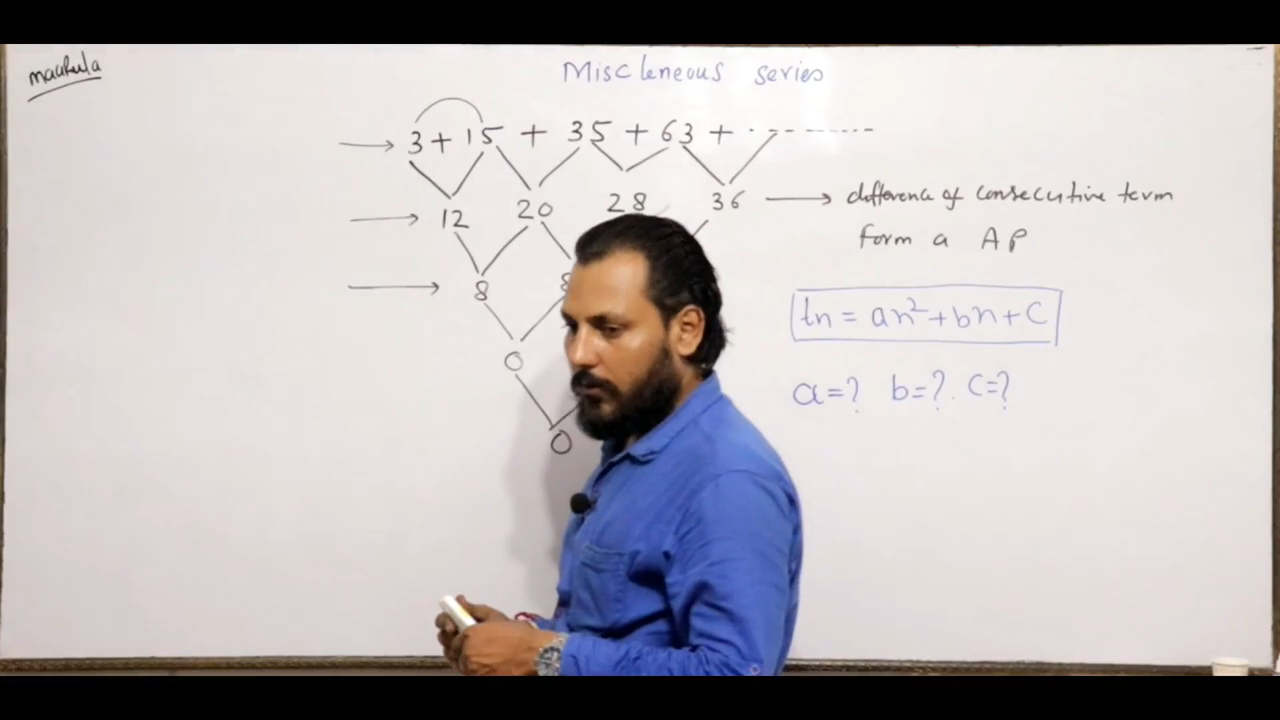 Miscleneous series
3 + 15 + 35 + 63 + . - - - - - - -
12 20 28 36 → difference of consecutive term
form a AP
8 8
tn = an²+bn+c
0
a=? b=?. c=?
0